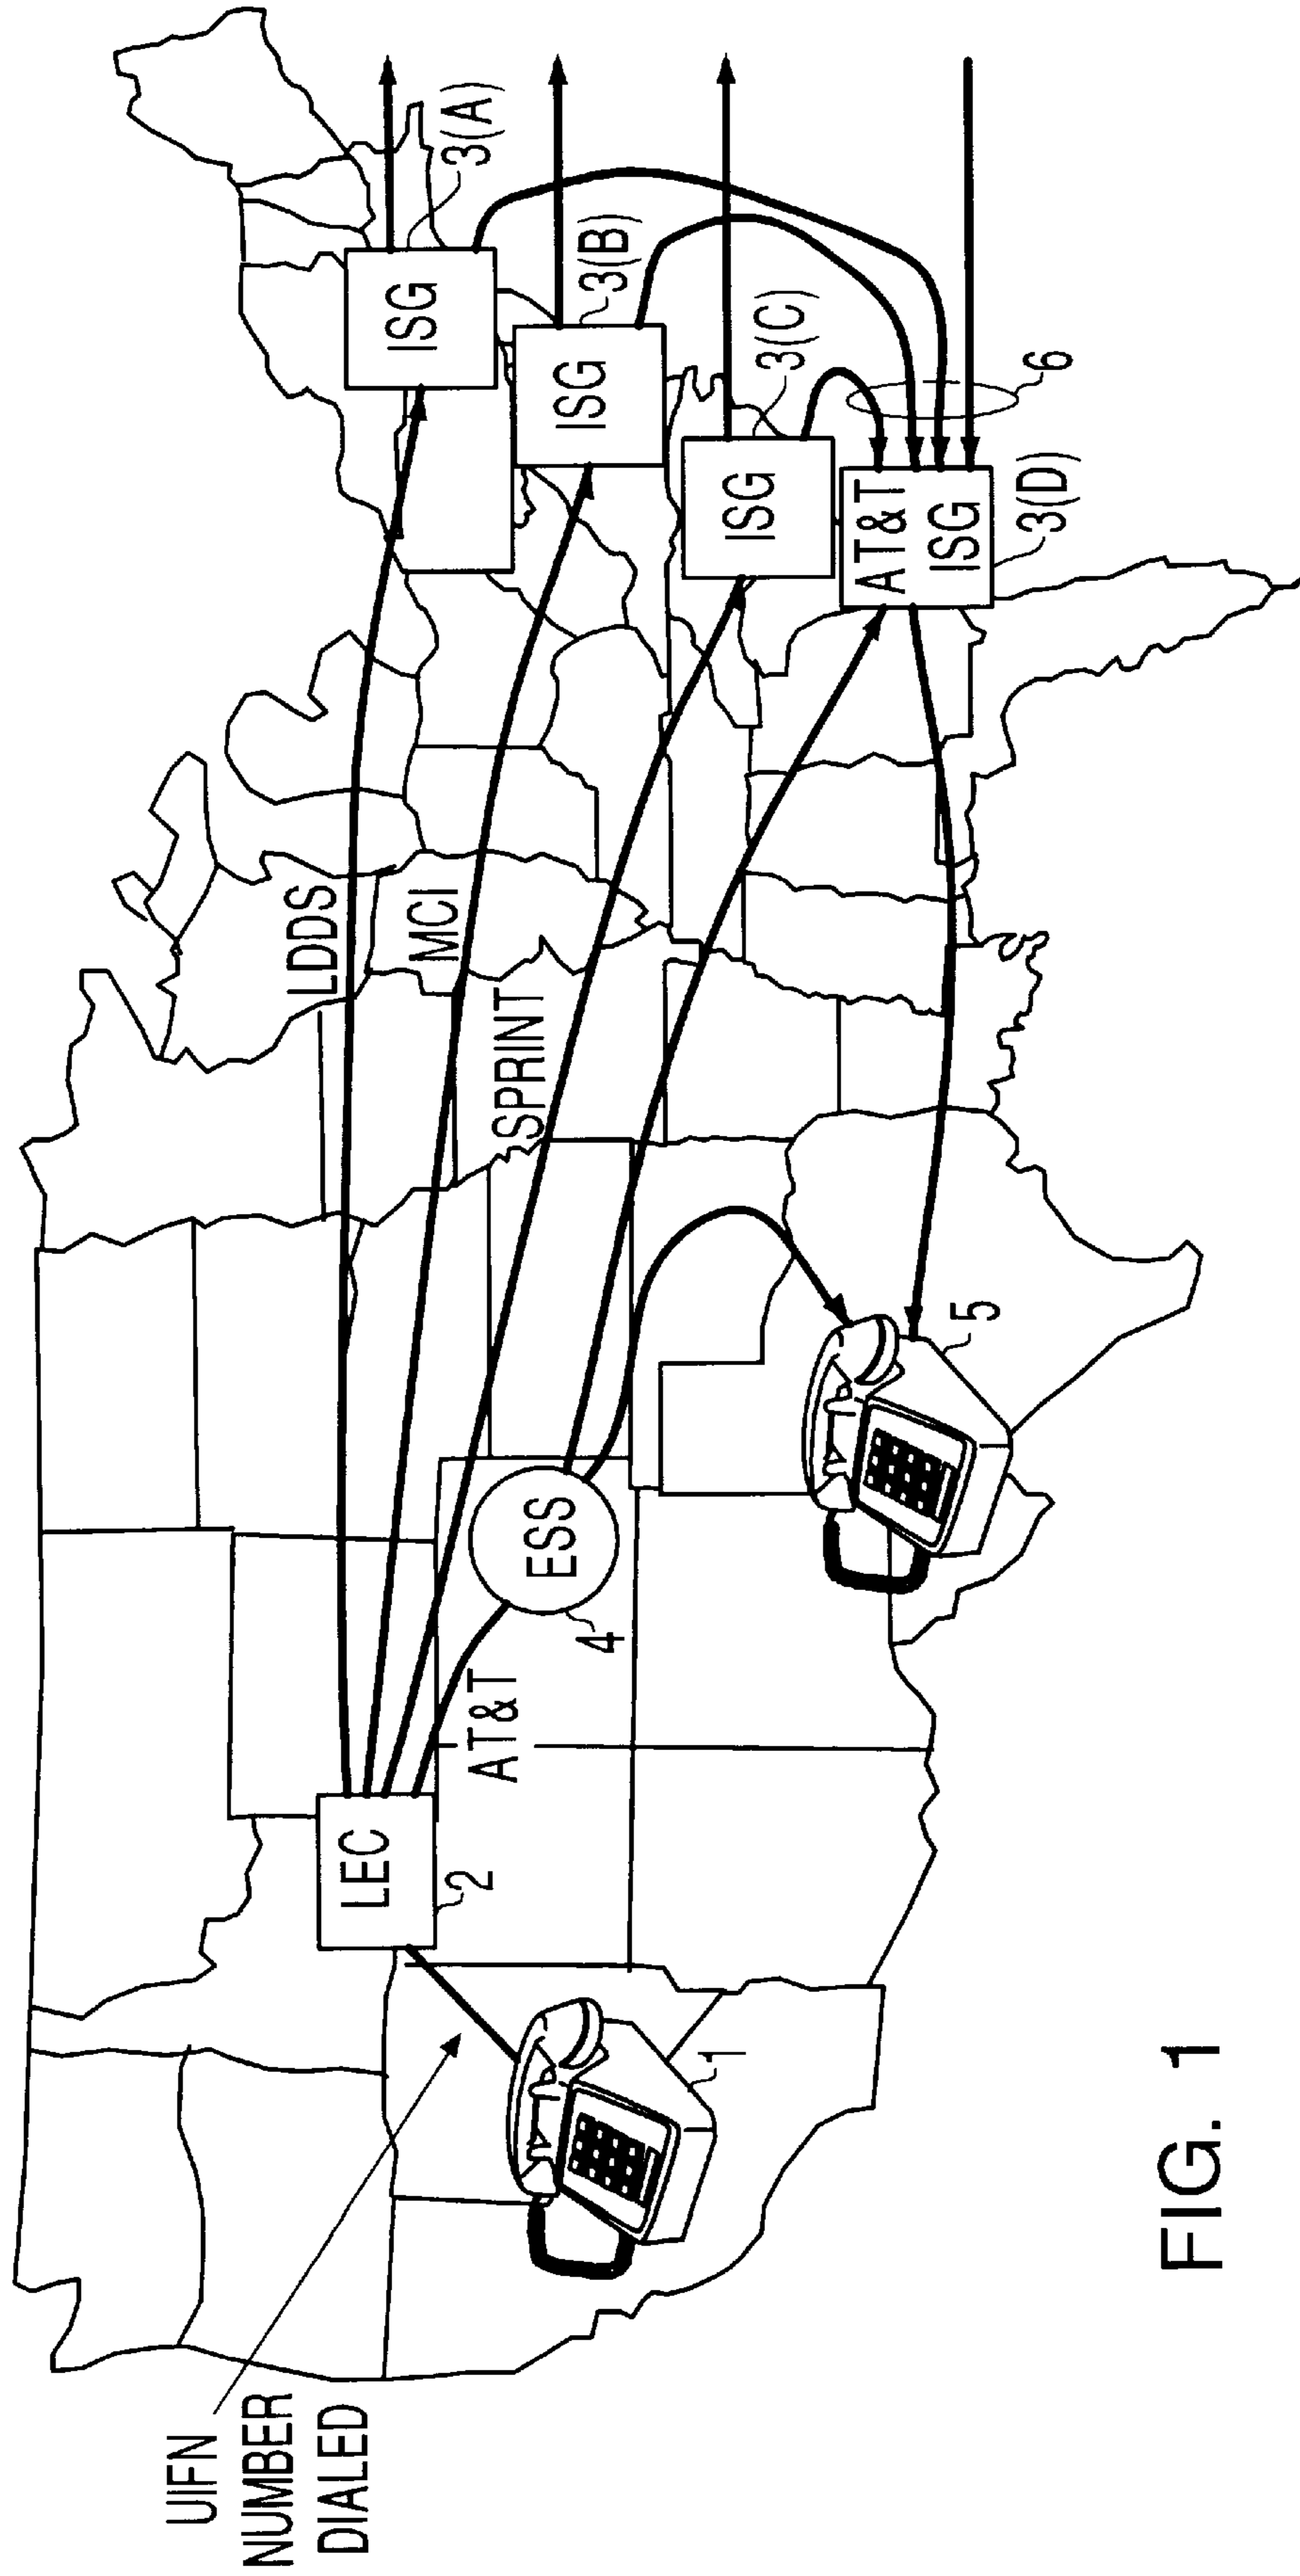 UIFN
NUMBER
DIALED
1
LEC
2
AT&T
ESS
4
5
LDDS
MCI
SPRINT
ISG
3(A)
ISG
3(B)
ISG
3(C)
AT&T
ISG
3(D)
6
FIG. 1